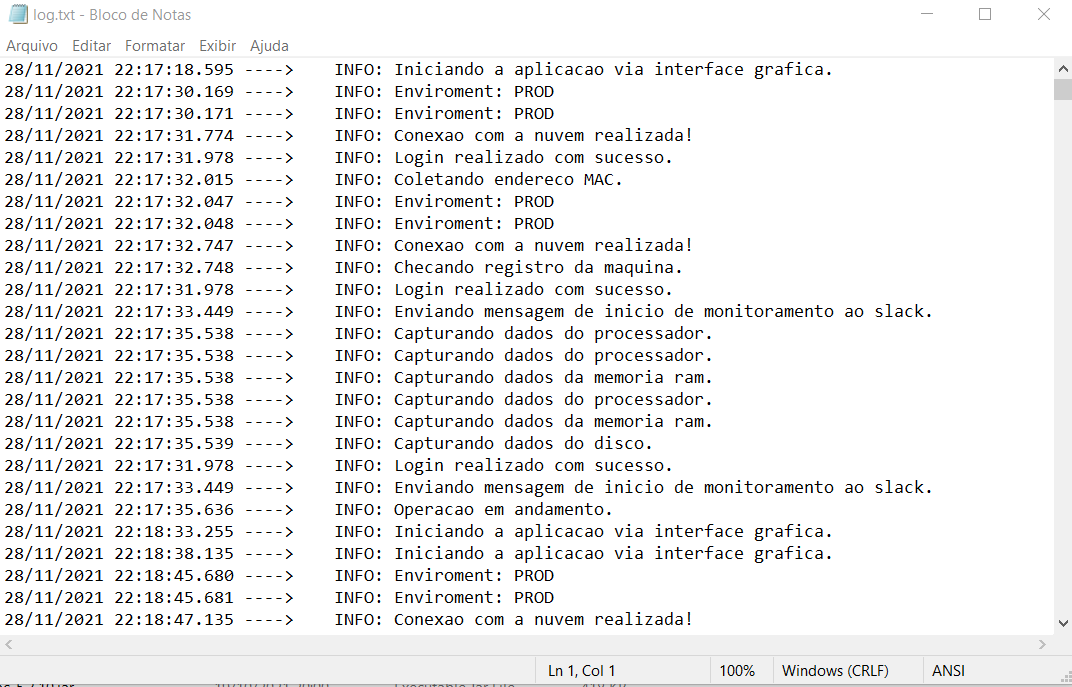 log.txt - Bloco de Notas
Arquivo Editar Formatar Exibir Ajuda
28/11/2021 22:17:18.595 ----> INFO: Iniciando a aplicacao via interface grafica.
28/11/2021 22:17:30.169 ----> INFO: Enviroment: PROD
28/11/2021 22:17:30.171 ----> INFO: Enviroment: PROD
28/11/2021 22:17:31.774 ----> INFO: Conexao com a nuvem realizada!
28/11/2021 22:17:31.978 ----> INFO: Login realizado com sucesso.
28/11/2021 22:17:32.015 ----> INFO: Coletando endereco MAC.
28/11/2021 22:17:32.047 ----> INFO: Enviroment: PROD
28/11/2021 22:17:32.048 ----> INFO: Enviroment: PROD
28/11/2021 22:17:32.747 ----> INFO: Conexao com a nuvem realizada!
28/11/2021 22:17:32.748 ----> INFO: Checando registro da maquina.
28/11/2021 22:17:31.978 ----> INFO: Login realizado com sucesso.
28/11/2021 22:17:33.449 ----> INFO: Enviando mensagem de inicio de monitoramento ao slack.
28/11/2021 22:17:35.538 ----> INFO: Capturando dados do processador.
28/11/2021 22:17:35.538 ----> INFO: Capturando dados do processador.
28/11/2021 22:17:35.538 ----> INFO: Capturando dados da memoria ram.
28/11/2021 22:17:35.538 ----> INFO: Capturando dados do processador.
28/11/2021 22:17:35.538 ----> INFO: Capturando dados da memoria ram.
28/11/2021 22:17:35.539 ----> INFO: Capturando dados do disco.
28/11/2021 22:17:31.978 ----> INFO: Login realizado com sucesso.
28/11/2021 22:17:33.449 ----> INFO: Enviando mensagem de inicio de monitoramento ao slack.
28/11/2021 22:17:35.636 ----> INFO: Operacao em andamento.
28/11/2021 22:18:33.255 ----> INFO: Iniciando a aplicacao via interface grafica.
28/11/2021 22:18:38.135 ----> INFO: Iniciando a aplicacao via interface grafica.
28/11/2021 22:18:45.680 ----> INFO: Enviroment: PROD
28/11/2021 22:18:45.681 ----> INFO: Enviroment: PROD
28/11/2021 22:18:47.135 ----> INFO: Conexao com a nuvem realizada!
Ln 1, Col 1 100% Windows (CRLF) ANSI